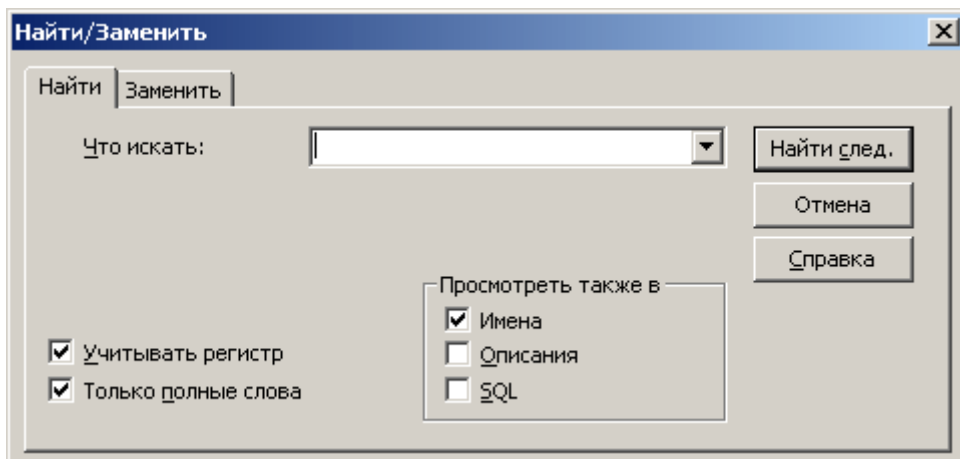 Найти/Заменить
Найти Заменить
Что искать:
Найти след.
Отмена
Справка
Просмотреть также в
Имена
Описания
SQL
Учитывать регистр
Только полные слова